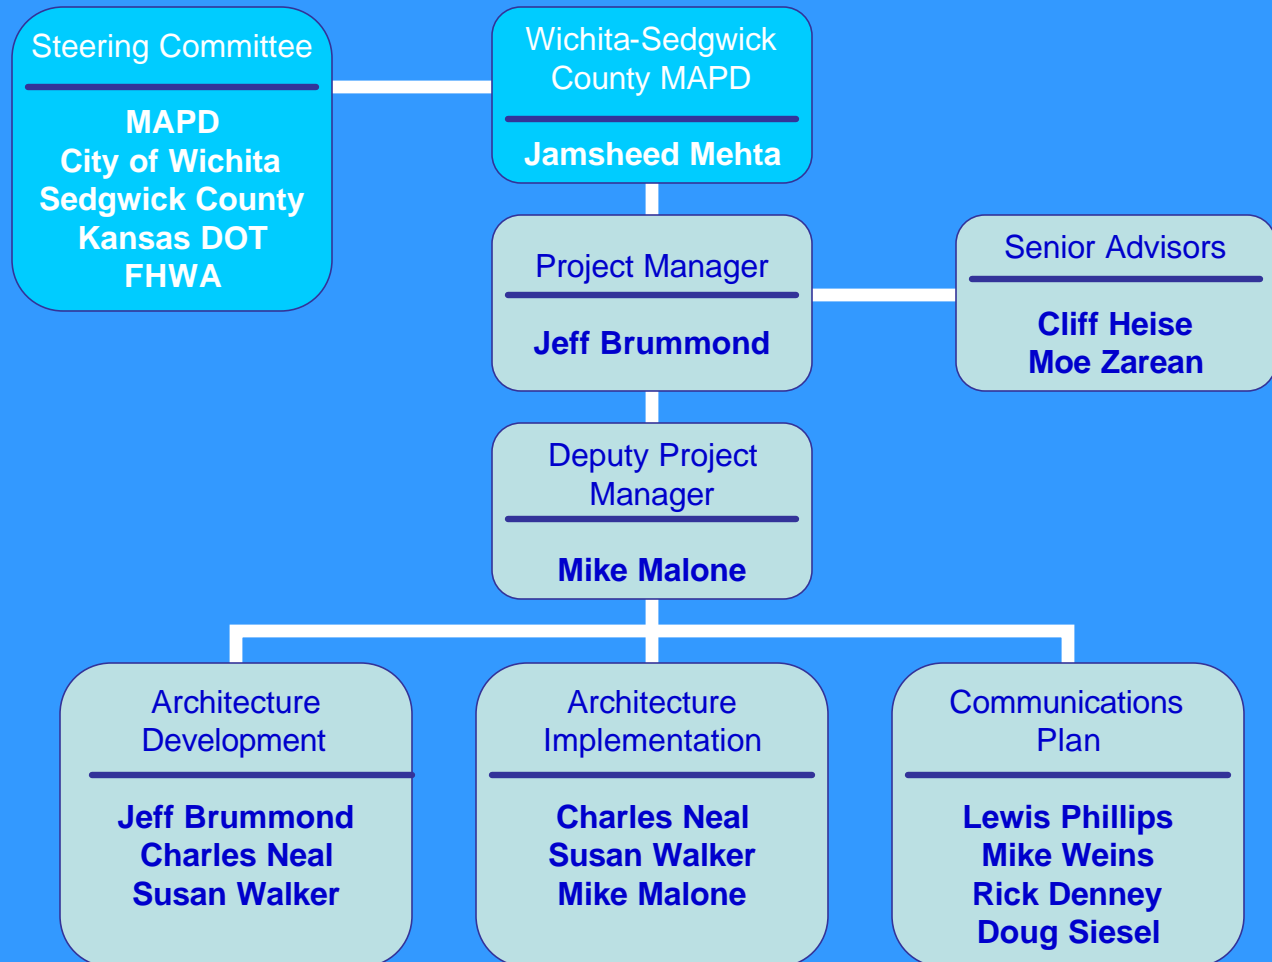 Steering Committee
MAPD
City of Wichita
Sedgwick County
Kansas DOT
FHWA
Wichita-Sedgwick
County MAPD
Jamsheed Mehta
Project Manager
Jeff Brummond
Senior Advisors
Cliff Heise
Moe Zarean
Deputy Project
Manager
Mike Malone
Architecture
Development
Jeff Brummond
Charles Neal
Susan Walker
Architecture
Implementation
Charles Neal
Susan Walker
Mike Malone
Communications
Plan
Lewis Phillips
Mike Weins
Rick Denney
Doug Siesel